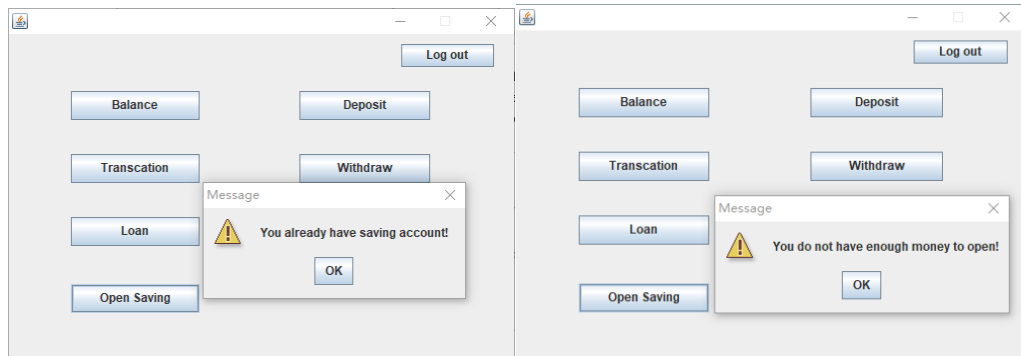 Log out
Balance Deposit
Transcation Withdraw
Message
Loan
You already have saving account!
OK
Open Saving
Log out
Balance Deposit
Transcation Withdraw
Message
Loan
You do not have enough money to open!
OK
Open Saving